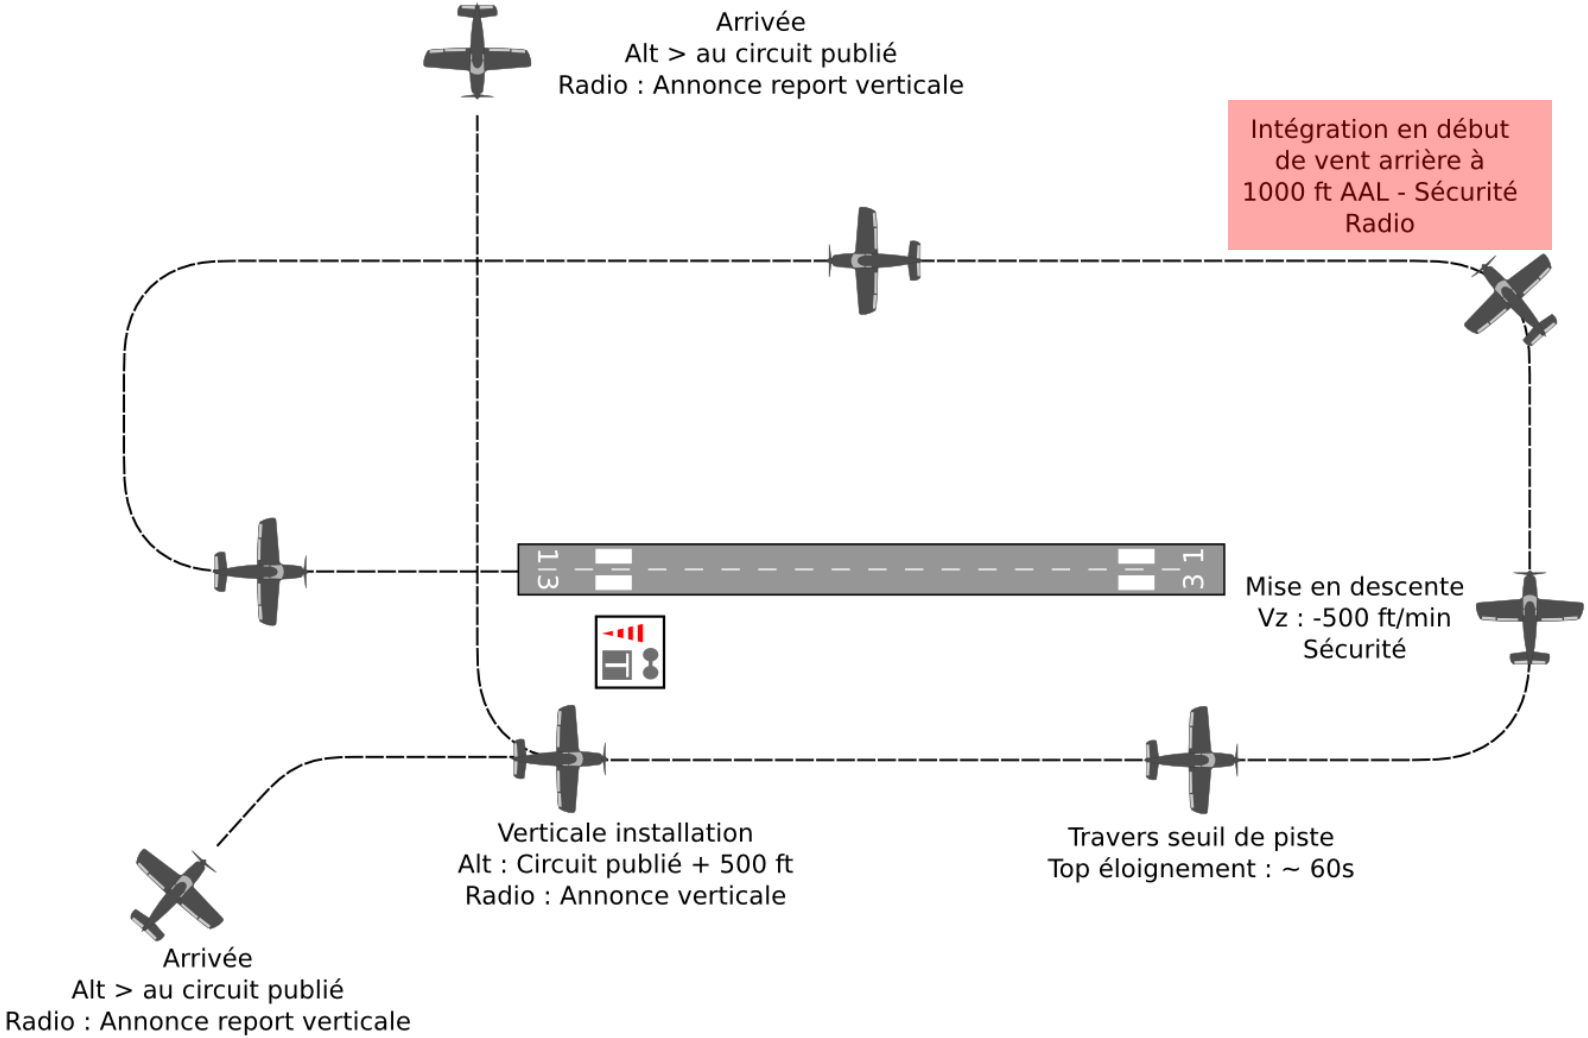 Arrivée
Alt > au circuit publié
Radio : Annonce report verticale
Intégration en début
de vent arrière à
1000 ft AAL - Sécurité
Radio
13
31
Mise en descente
Vz : -500 ft/min
Sécurité
Verticale installation
Alt : Circuit publié + 500 ft
Radio : Annonce verticale
Travers seuil de piste
Top éloignement : ~ 60s
Arrivée
Alt > au circuit publié
Radio : Annonce report verticale